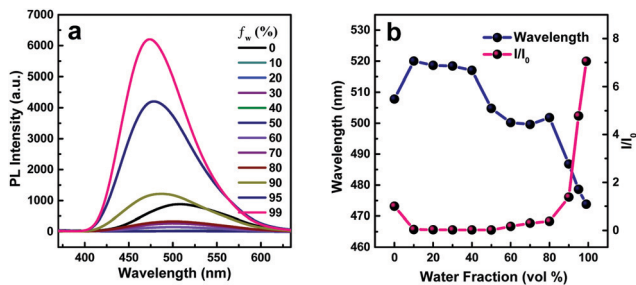 a
f_w (%)
0
10
20
30
40
50
60
70
80
90
95
99
PL Intensity (a.u.)
7000
6000
5000
4000
3000
2000
1000
0
400 450 500 550 600
Wavelength (nm)
b
Wavelength
I/I_0
Wavelength (nm)
530
520
510
500
490
480
470
460
8
6
4
2
0
I/I_0
0 20 40 60 80 100
Water Fraction (vol %)